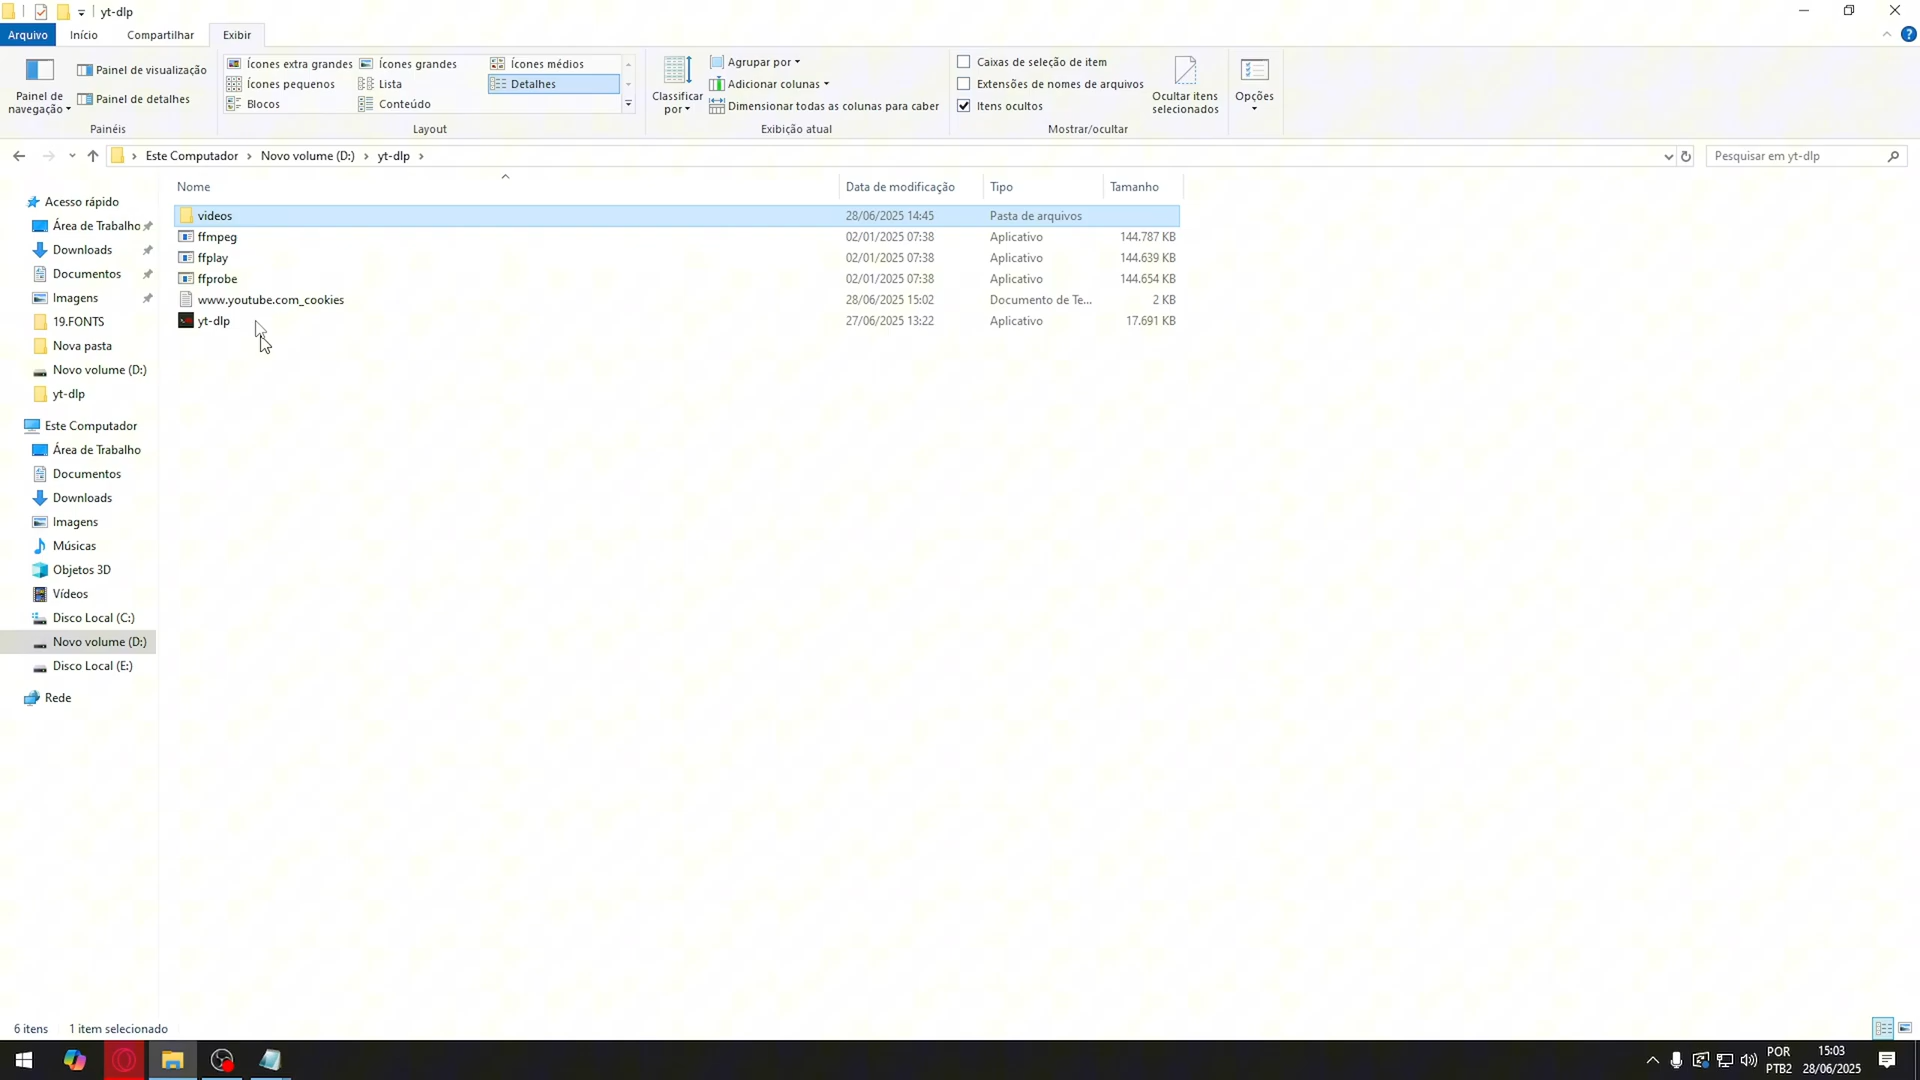 yt-dlp
Arquivo Início Compartilhar Exibir
Painel de navegação
Painel de visualização
Painel de detalhes
Painéis
Ícones extra grandes Ícones grandes Ícones médios
Ícones pequenos Lista Detalhes
Blocos Conteúdo
Layout
Classificar por
Agrupar por
Adicionar colunas
Dimensionar todas as colunas para caber
Exibição atual
Caixas de seleção de item
Extensões de nomes de arquivos
Itens ocultos
Ocultar itens selecionados
Mostrar/ocultar
Opções
Este Computador Novo volume (D:) yt-dlp
Pesquisar em yt-dlp
Nome Data de modificação Tipo Tamanho
videos 28/06/2025 14:45 Pasta de arquivos
ffmpeg 02/01/2025 07:38 Aplicativo 144.787 KB
ffplay 02/01/2025 07:38 Aplicativo 144.639 KB
ffprobe 02/01/2025 07:38 Aplicativo 144.654 KB
www.youtube.com_cookies 28/06/2025 15:02 Documento de Te... 2 KB
yt-dlp 27/06/2025 13:22 Aplicativo 17.691 KB
Acesso rápido
Área de Trabalho
Downloads
Documentos
Imagens
19.FONTS
Nova pasta
Novo volume (D:)
yt-dlp
Este Computador
Área de Trabalho
Documentos
Downloads
Imagens
Músicas
Objetos 3D
Vídeos
Disco Local (C:)
Novo volume (D:)
Disco Local (E:)
Rede
6 itens 1 item selecionado
POR
PTB2
15:03
28/06/2025